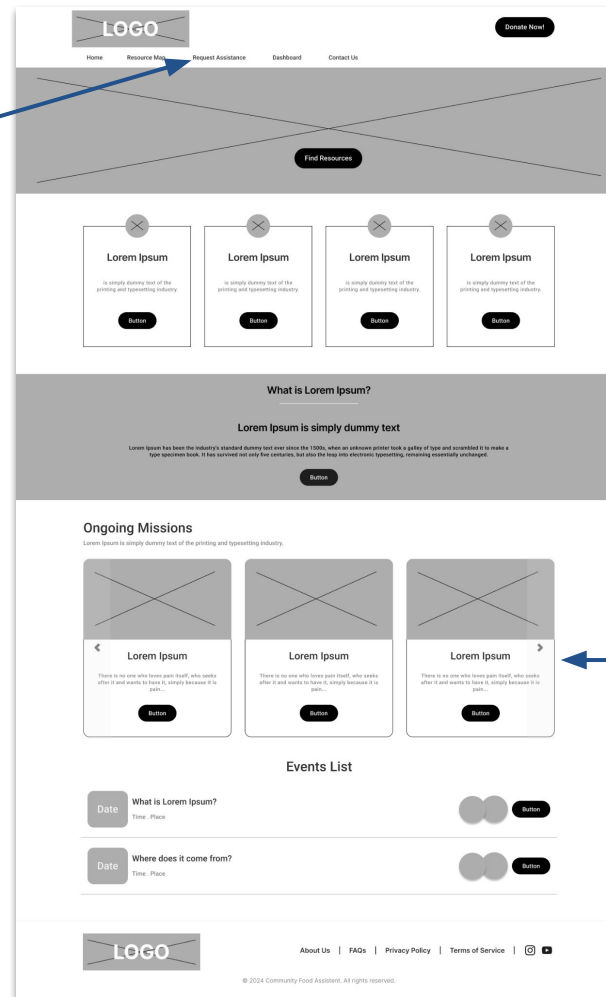 LOGO
Donate Now!
Home Resource Map Request Assistance Dashboard Contact Us
Find Resources
Lorem Ipsum
is simply dummy text of the
printing and typesetting industry.
Button
Lorem Ipsum
is simply dummy text of the
printing and typesetting industry
Button
Lorem Ipsum
is simply dummy text of the
printing and typesetting industry
Button
Lorem Ipsum
is simply dummy text of the
printing and typesetting industry
Button
What is Lorem Ipsum?
Lorem Ipsum is simply dummy text
Lorem Ipsum has been the industry's standard dummy text ever since the 1500s, when an unknown printer took a galley of type and scrambled it to make a
type specimen book. It has survived not only five centuries, but also the leap into electronic typesetting, remaining essentially unchanged.
Button
Ongoing Missions
Lorem Ipsum is simply dummy text of the printing and typesetting industry.
Lorem Ipsum
There is no one who loves pain itself, who seeks
after it and wants to have it, simply because it is
pain...
Button
Lorem Ipsum
There is no one who loves pain itself, who seeks
after it and wants to have it, simply because it is
pain...
Button
Lorem Ipsum
There is no one who loves pain itself, who seeks
after it and wants to have it, simply because it is
pain...
Button
Events List
Date
What is Lorem Ipsum?
Time . Place
Button
Date
Where does it come from?
Time . Place
Button
LOGO
About Us | FAQs | Privacy Policy | Terms of Service |
© 2024 Community Food Assistent. All rights reserved.